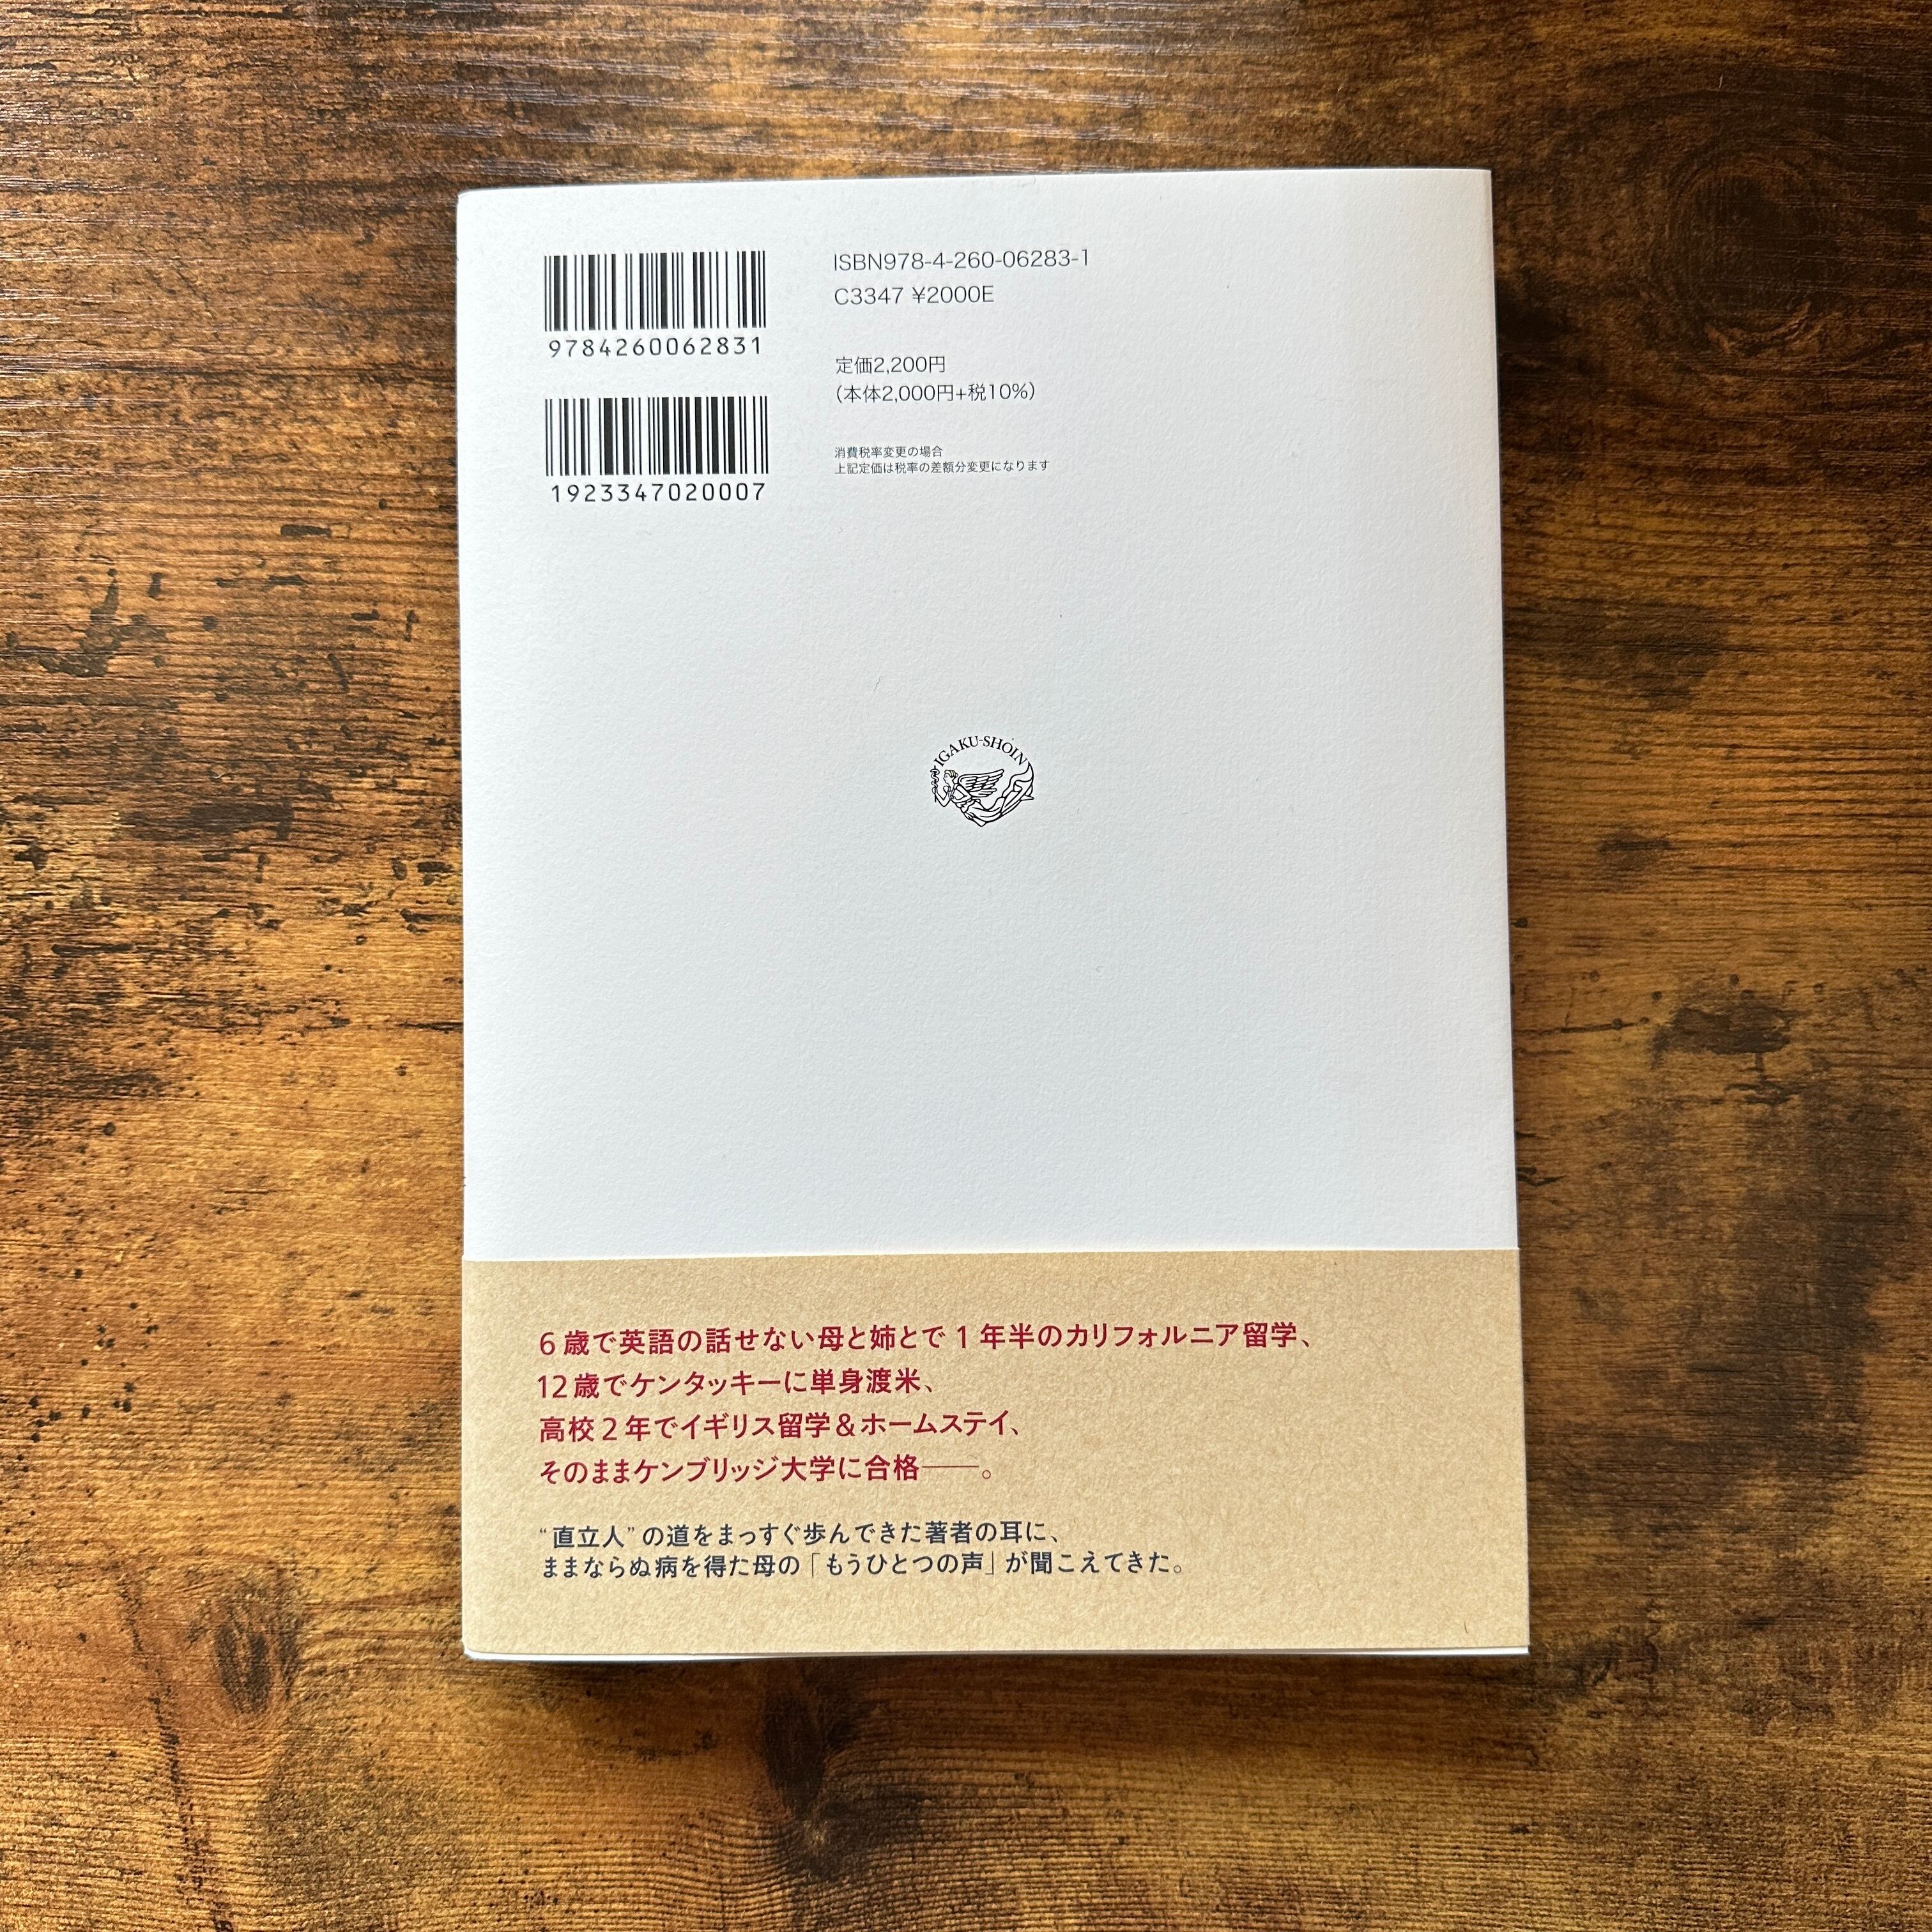 9784260062831
1923347020007
ISBN978-4-260-06283-1
C3347 ¥2000E
定価2,200円
(本体2,000円+税10%)
消費税率変更の場合
上記定価は税率の差額分変更になります
IGAKU-SHOIN
6歳で英語の話せない母と姉とで1年半のカリフォルニア留学、
12歳でケンタッキーに単身渡米、
高校2年でイギリス留学&ホームステイ、
そのままケンブリッジ大学に合格――。
“直立人”の道をまっすぐ歩んできた著者の耳に、
ままならぬ病を得た母の「もうひとつの声」が聞こえてきた。